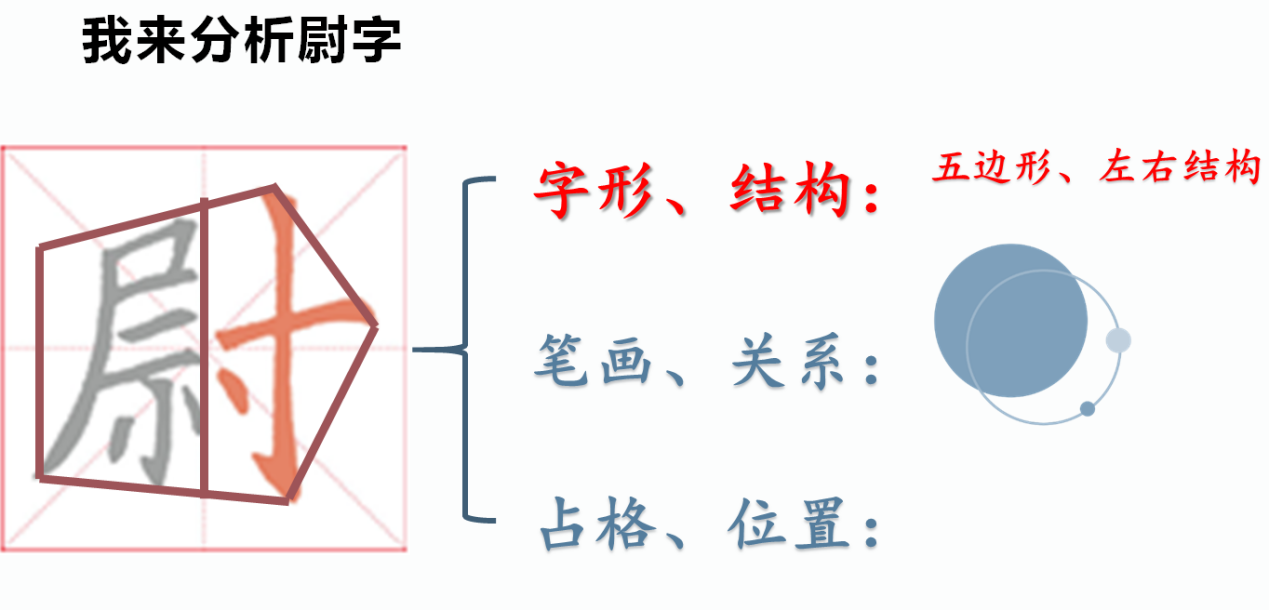 我来分析尉字
尉
字形、结构：
五边形、左右结构
笔画、关系：
占格、位置：